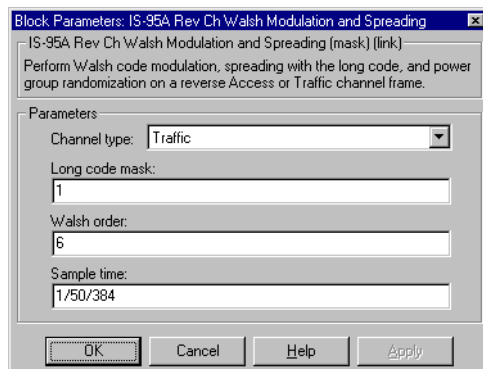 Block Parameters: IS-95A Rev Ch Walsh Modulation and Spreading
IS-95A Rev Ch Walsh Modulation and Spreading (mask) (link)
Perform Walsh code modulation, spreading with the long code, and power
group randomization on a reverse Access or Traffic channel frame.
Parameters
Channel type: Traffic
Long code mask:
1
Walsh order:
6
Sample time:
1/50/384
OK Cancel Help Apply